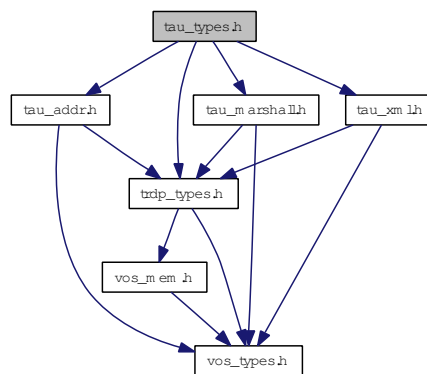 tau_types.h
tau_addr.h
tau_marshall.h
tau_xml.h
trdp_types.h
vos_mem.h
vos_types.h